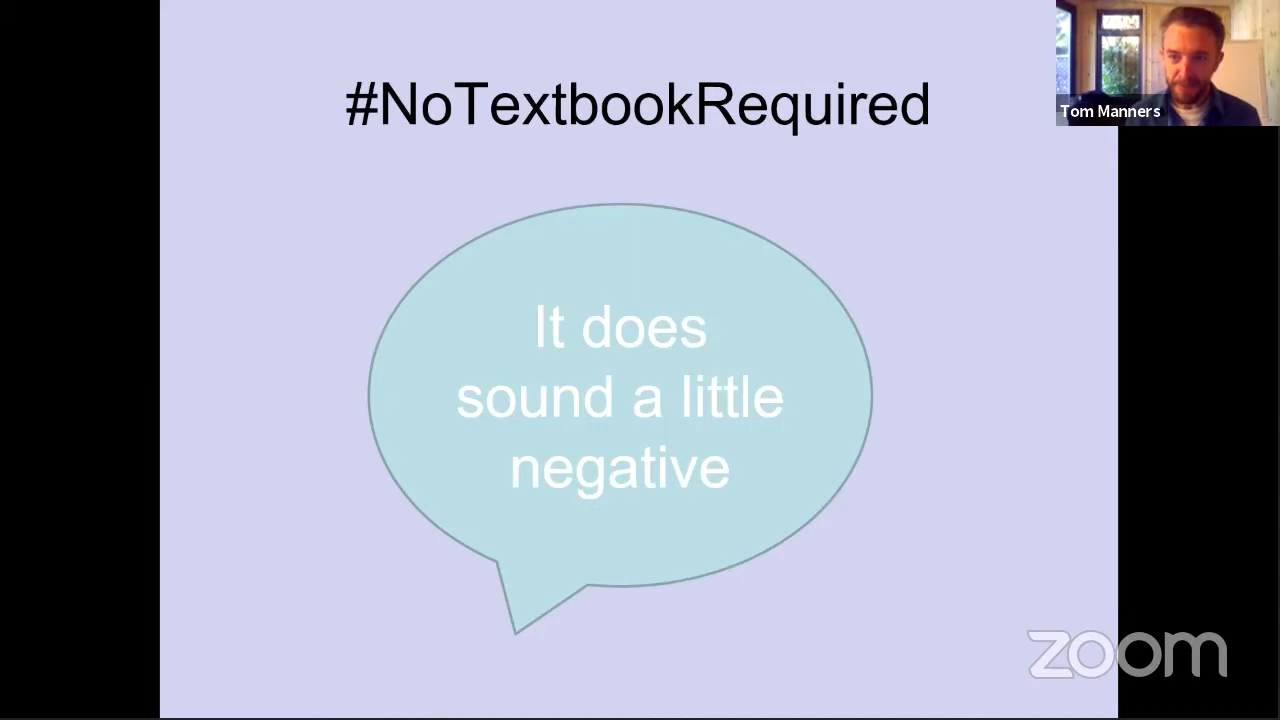 #NoTextbookRequired
Tom Manners
It does
sound a little
negative
zoom